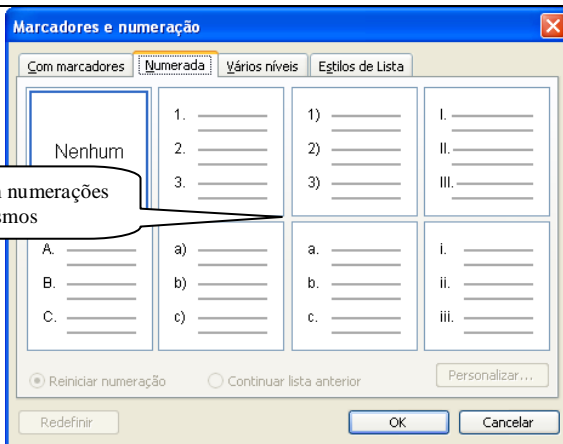 Marcadores e numeração
Com marcadores Numerada Vários níveis Estilos de Lista
Nenhum
1.
2.
3.
1)
2)
3)
I.
II.
III.
numerações
A.
B.
C.
a)
b)
c)
a.
b.
c.
i.
ii.
iii.
Reiniciar numeração Continuar lista anterior Personalizar...
Redefinir OK Cancelar